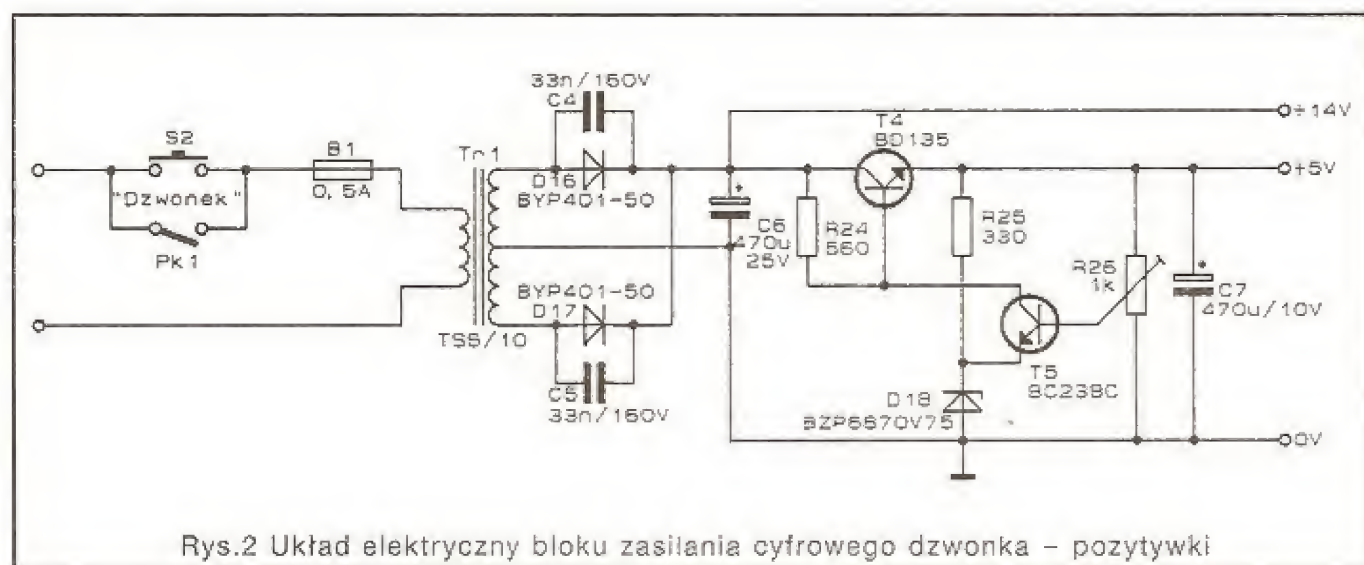 33n/160V
C4
S2
B1
0,5A
"Dzwonek"
Pk1
Tr1
TS5/10
D16
BYP401-50
BYP401-50
D17
C5
33n/160V
C6
470u
25V
R24
560
T4
BD135
R25
330
R26
1k
C7
470u/10V
T5
BC238C
D18
+14V
+5V
0V
Rys.2 Układ elektryczny bloku zasilania cyfrowego dzwonka – pozytywki